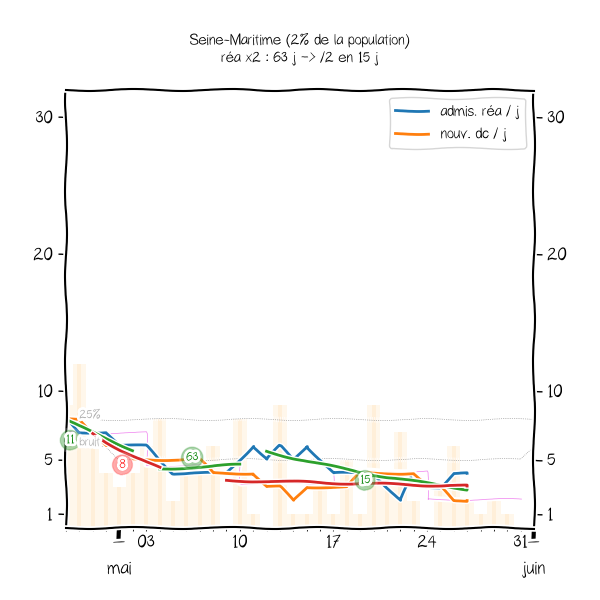 Seine-Maritime (2% de la population)
réa x2 : 63 j -> /2 en 15 j
admis. réa / j
nouv. dc / j
30 30
20 20
10 10
25%
11 bruit 8 63 15
5 5
1 1
03 10 17 24 31
mai juin